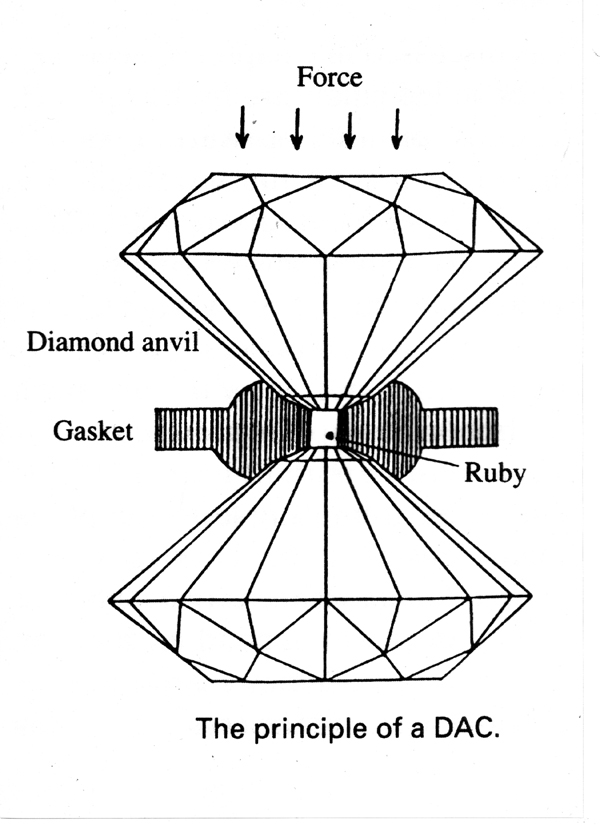 Force
Diamond anvil
Gasket
Ruby
The principle of a DAC.